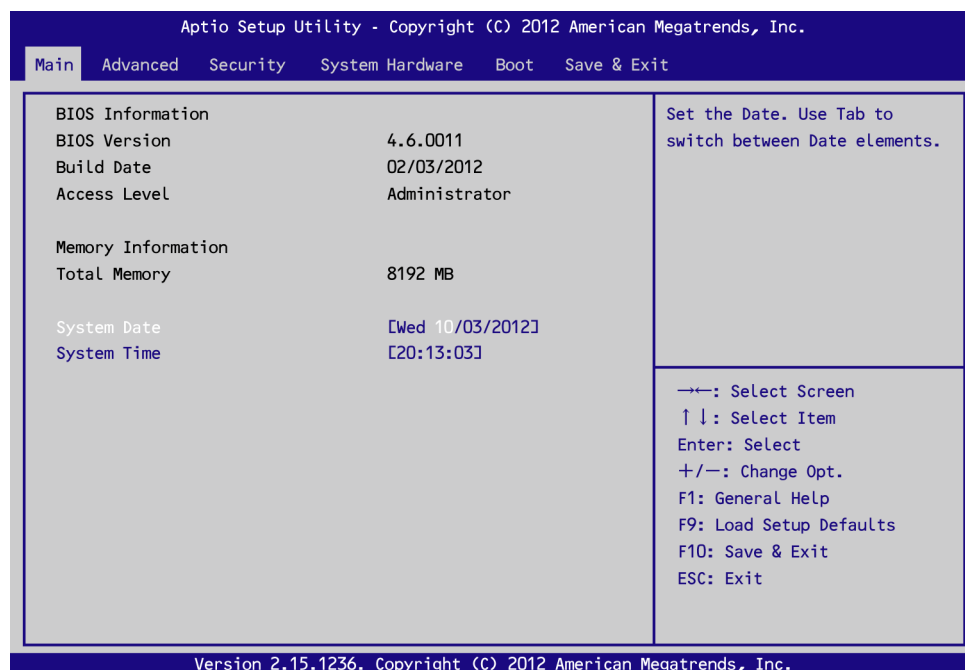 Aptio Setup Utility - Copyright (C) 2012 American Megatrends, Inc.
Main Advanced Security System Hardware Boot Save & Exit
BIOS Information
BIOS Version 4.6.0011
Build Date 02/03/2012
Access Level Administrator
Memory Information
Total Memory 8192 MB
System Date [Wed 10/03/2012]
System Time [20:13:03]
Set the Date. Use Tab to
switch between Date elements.
→←: Select Screen
↑↓: Select Item
Enter: Select
+/−: Change Opt.
F1: General Help
F9: Load Setup Defaults
F10: Save & Exit
ESC: Exit
Version 2.15.1236. Copyright (C) 2012 American Megatrends, Inc.